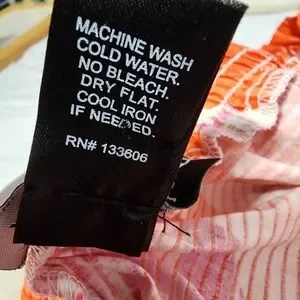 MACHINE WASH
COLD WATER.
NO BLEACH.
DRY FLAT.
COOL IRON
IF NEEDED.
RN# 133606